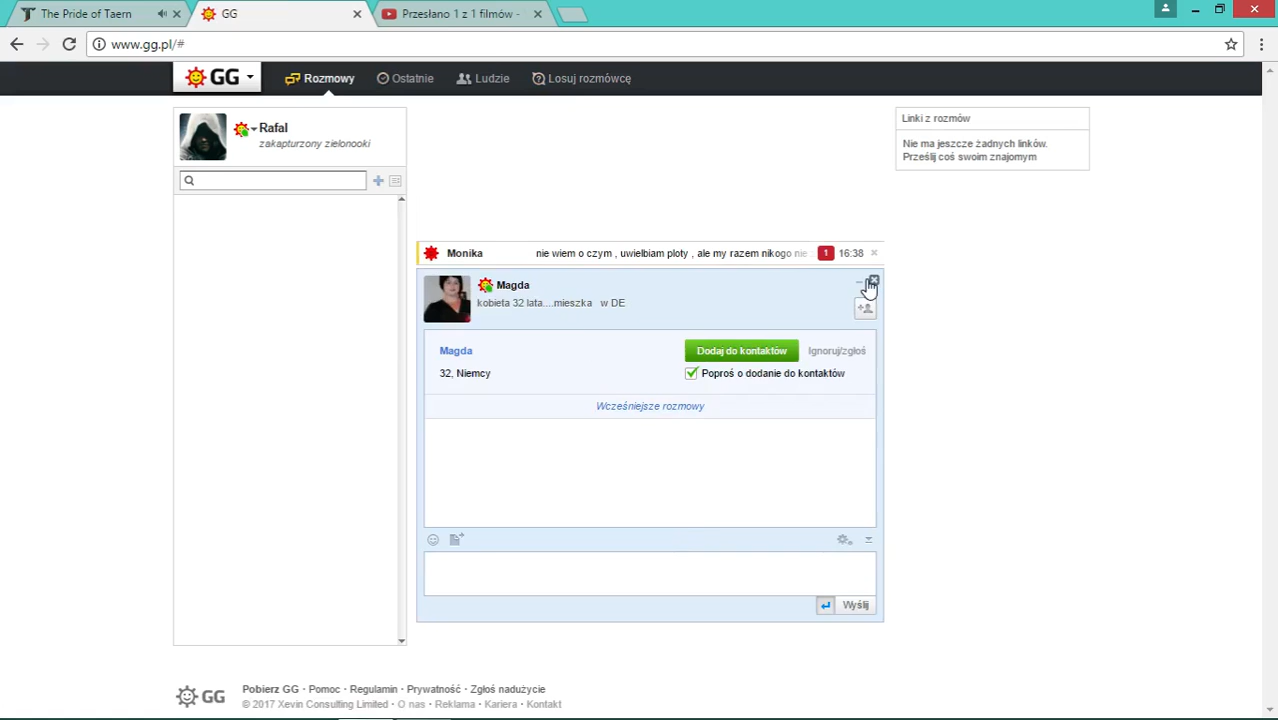 The Pride of Taern
GG
Przesłano 1 z 1 filmów -
www.gg.pl/#
GG
Rozmowy
Ostatnie
Ludzie
Losuj rozmówcę
Rafal
zakapturzony zielonooki
Linki z rozmów
Nie ma jeszcze żadnych linków.
Prześlij coś swoim znajomym
Monika nie wiem o czym , uwielbiam ploty , ale my razem nikogo nie 1 16:38
Magda
kobieta 32 lata....mieszka w DE
Magda
Dodaj do kontaktów
Ignoruj/zgłoś
32, Niemcy
Poproś o dodanie do kontaktów
Wcześniejsze rozmowy
Wyślij
GG
Pobierz GG · Pomoc · Regulamin · Prywatność · Zgłoś nadużycie
© 2017 Xevin Consulting Limited · O nas · Reklama · Kariera · Kontakt